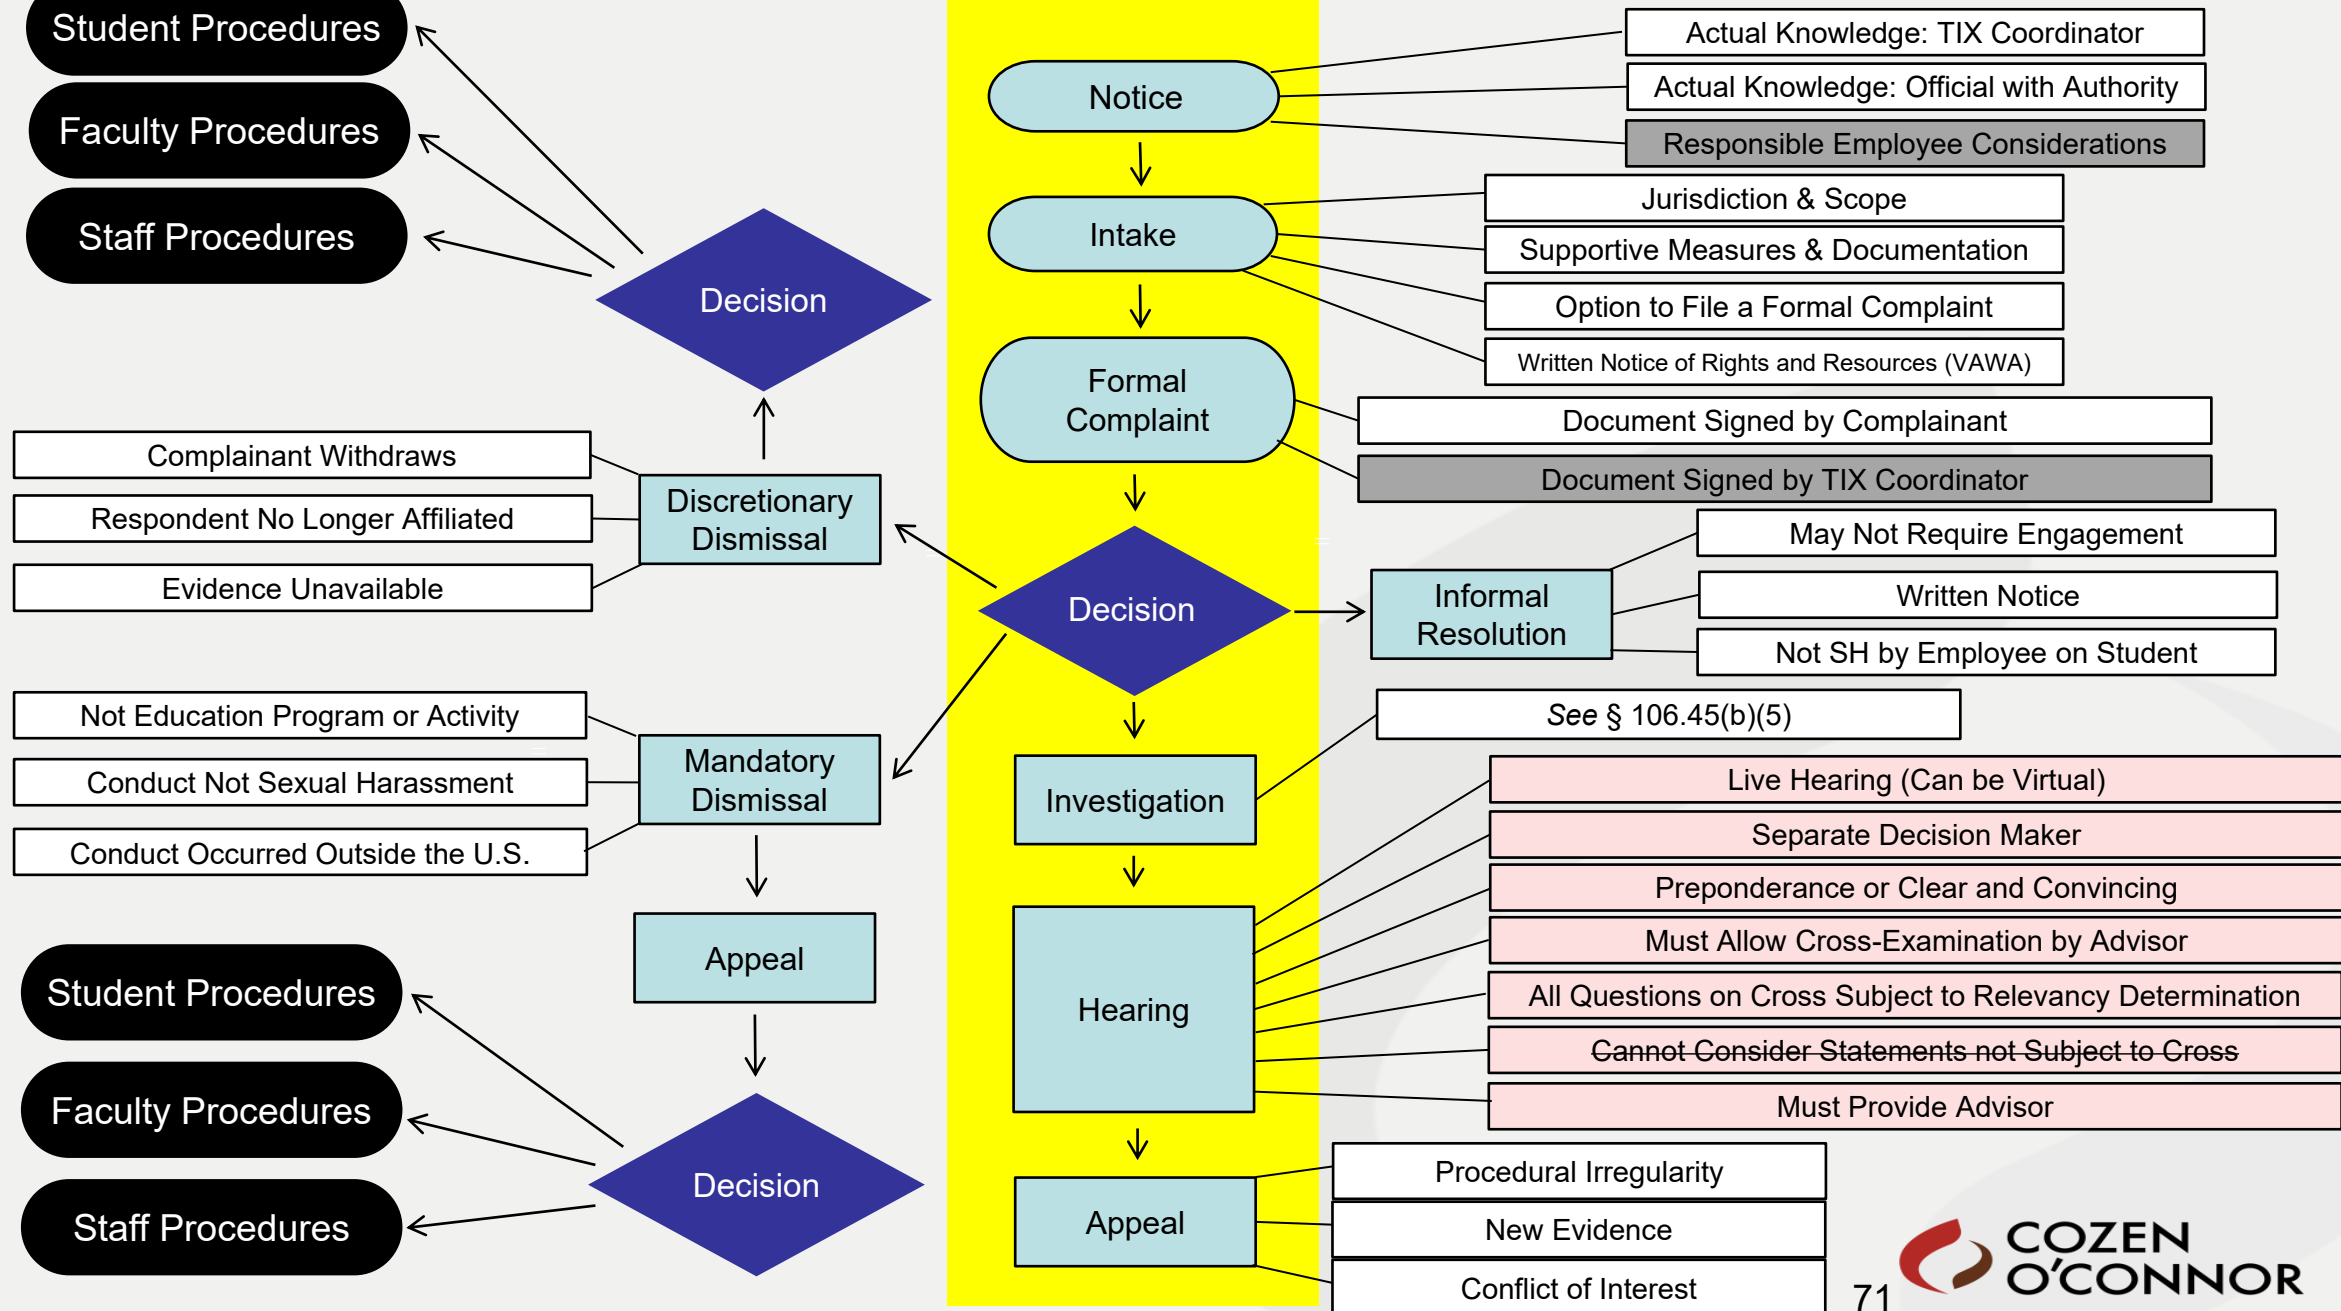 Student Procedures
Faculty Procedures
Staff Procedures
Decision
Complainant Withdraws
Respondent No Longer Affiliated
Evidence Unavailable
Discretionary
Dismissal
Not Education Program or Activity
Conduct Not Sexual Harassment
Conduct Occurred Outside the U.S.
Mandatory
Dismissal
Appeal
Student Procedures
Faculty Procedures
Staff Procedures
Decision
Notice
Intake
Formal
Complaint
Decision
Investigation
Hearing
Appeal
Actual Knowledge: TIX Coordinator
Actual Knowledge: Official with Authority
Responsible Employee Considerations
Jurisdiction & Scope
Supportive Measures & Documentation
Option to File a Formal Complaint
Written Notice of Rights and Resources (VAWA)
Document Signed by Complainant
Document Signed by TIX Coordinator
Informal
Resolution
May Not Require Engagement
Written Notice
Not SH by Employee on Student
See § 106.45(b)(5)
Live Hearing (Can be Virtual)
Separate Decision Maker
Preponderance or Clear and Convincing
Must Allow Cross-Examination by Advisor
All Questions on Cross Subject to Relevancy Determination
Cannot Consider Statements not Subject to Cross
Must Provide Advisor
Procedural Irregularity
New Evidence
Conflict of Interest
71
COZEN
O'CONNOR